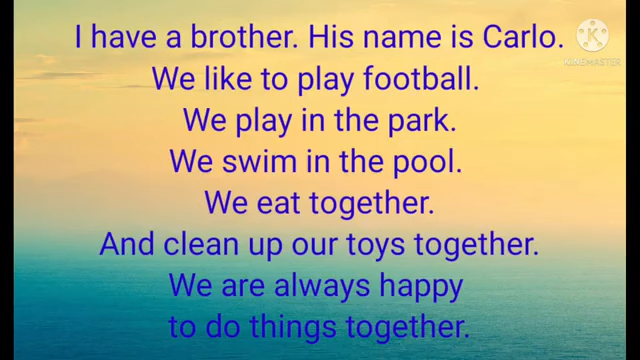 I have a brother. His name is Carlo.
We like to play football.
We play in the park.
We swim in the pool.
We eat together.
And clean up our toys together.
We are always happy
to do things together.
KINEMASTER